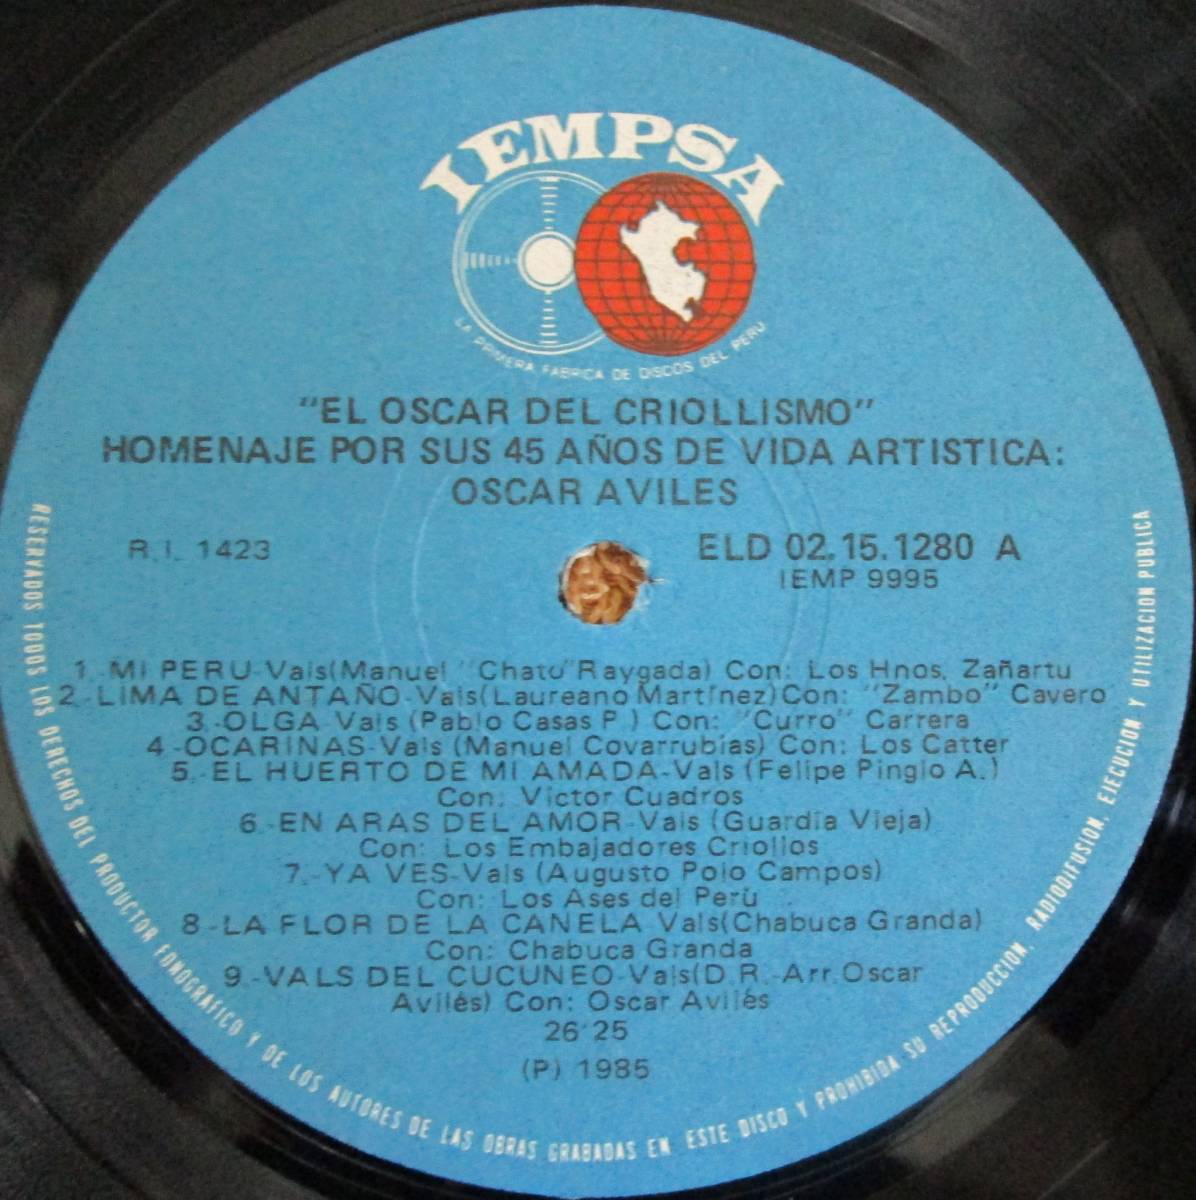 IEMPSA
LA PRIMERA FABRICA DE DISCOS DEL PERU
"EL OSCAR DEL CRIOLLISMO"
HOMENAJE POR SUS 45 AÑOS DE VIDA ARTISTICA:
OSCAR AVILES
R.I. 1423
ELD 02.15.1280 A
IEMP 9995
1.-MI PERU-Vals(Manuel "Chato"Raygada) Con: Los Hnos. Zañartu
2.-LIMA DE ANTAÑO-Vals(Laureano Martínez)Con: "Zambo" Cavero
3.-OLGA-Vals (Pablo Casas P.) Con: "Curro" Carrera
4.-OCARINAS-Vals (Manuel Covarrubias) Con: Los Catter
5.-EL HUERTO DE MI AMADA-Vals (Felipe Pinglo A.)
Con: Victor Cuadros
6.-EN ARAS DEL AMOR-Vals (Guardia Vieja)
Con: Los Embajadores Criollos
7.-YA VES-Vals (Augusto Polo Campos)
Con: Los Ases del Perú
8.-LA FLOR DE LA CANELA-Vals(Chabuca Granda)
Con: Chabuca Granda
9.-VALS DEL CUCUNEO-Vals(D.R.-Arr.Oscar
Avilés) Con: Oscar Avilés
26'25
(P) 1985
RESERVADOS TODOS LOS DERECHOS DEL PRODUCTOR FONOGRAFICO Y DE LOS AUTORES DE LAS OBRAS GRABADAS EN ESTE DISCO Y PROHIBIDA SU REPRODUCCION, RADIODIFUSION, EJECUCION Y UTILIZACION PUBLICA